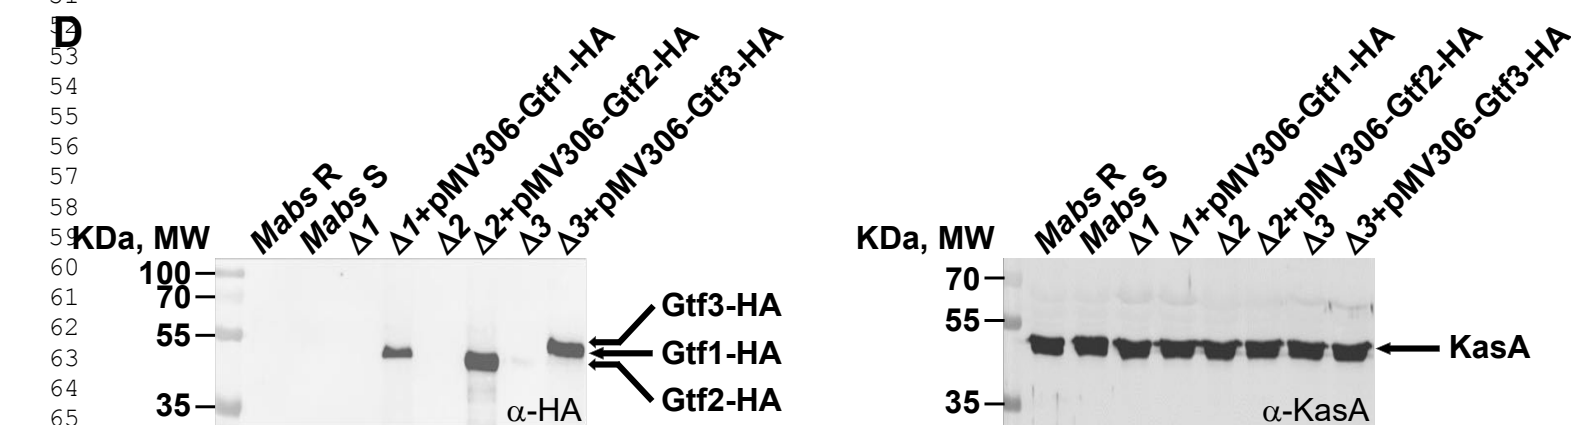 51
52
D
53
54
55
56
57
58
59
60
61
62
63
64
65
Mabs R
Mabs S
Δ1
Δ1+pMV306-Gtf1-HA
Δ2
Δ2+pMV306-Gtf2-HA
Δ3
Δ3+pMV306-Gtf3-HA
KDa, MW
100
70
55
35
Gtf3-HA
Gtf1-HA
Gtf2-HA
α-HA
Mabs R
Mabs S
Δ1
Δ1+pMV306-Gtf1-HA
Δ2
Δ2+pMV306-Gtf2-HA
Δ3
Δ3+pMV306-Gtf3-HA
KDa, MW
70
55
35
KasA
α-KasA